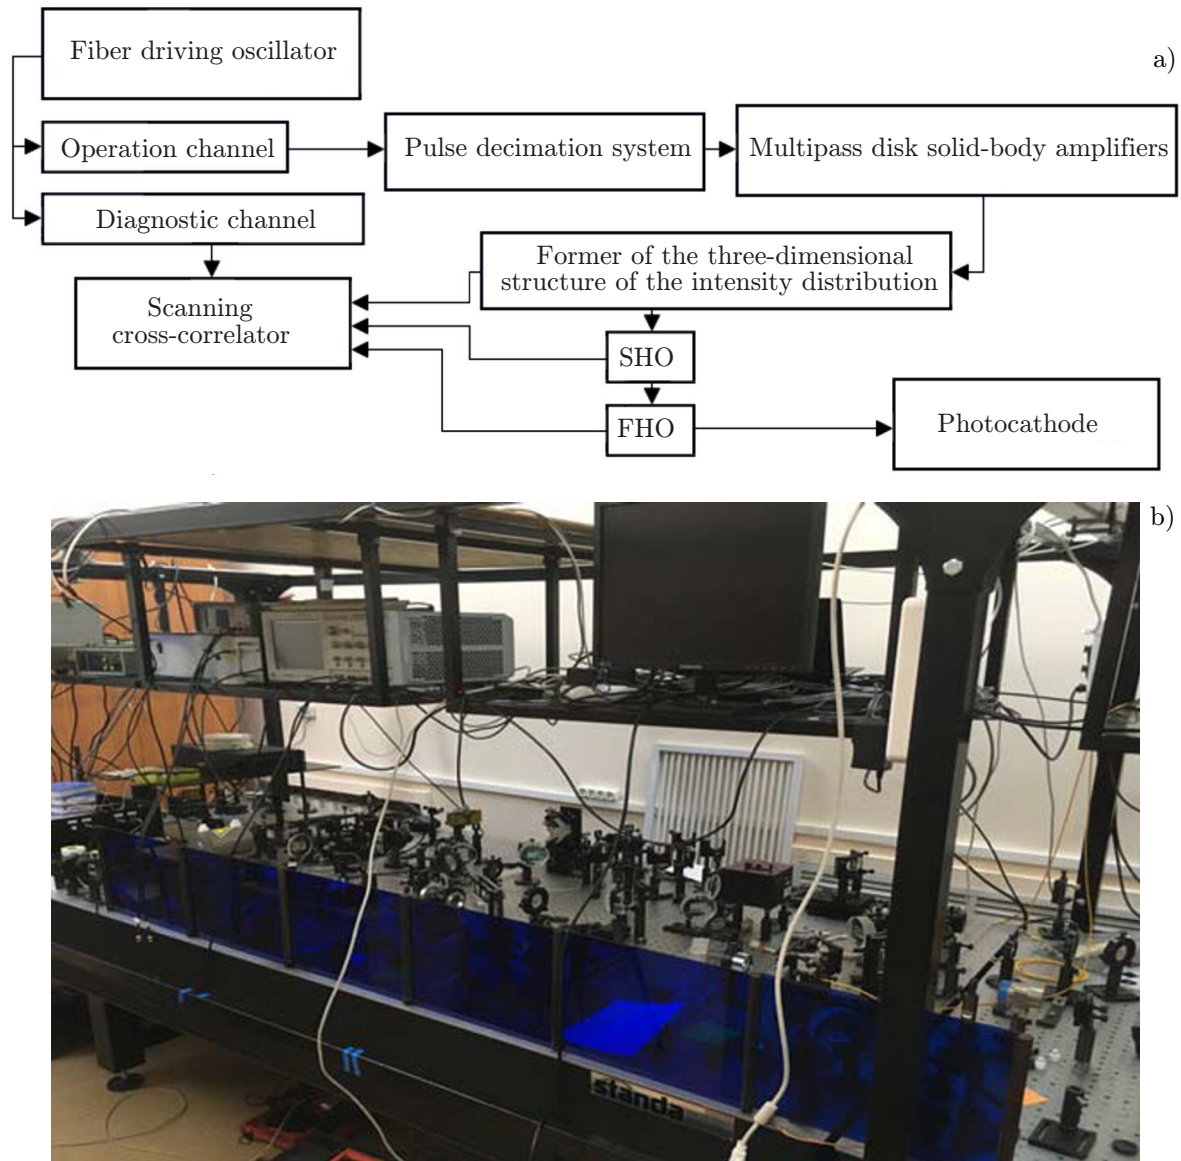 a)
Fiber driving oscillator
Operation channel
Pulse decimation system
Multipass disk solid-body amplifiers
Diagnostic channel
Former of the three-dimensional
structure of the intensity distribution
Scanning
cross-correlator
SHO
FHO
Photocathode
b)
standa